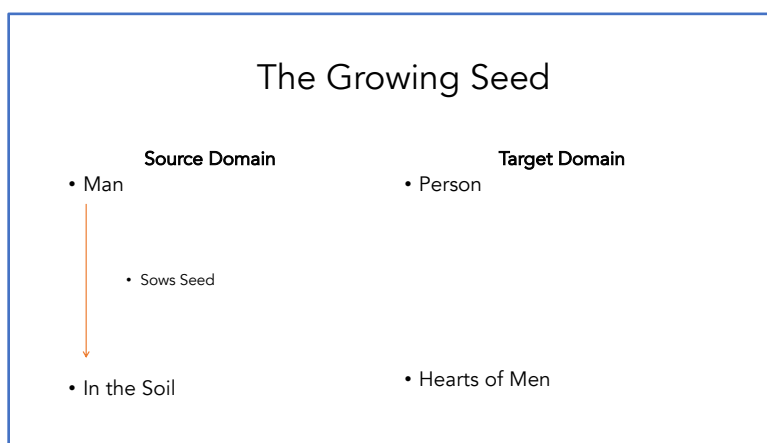 The Growing Seed
Source Domain
• Man
• Sows Seed
• In the Soil
Target Domain
• Person
• Hearts of Men